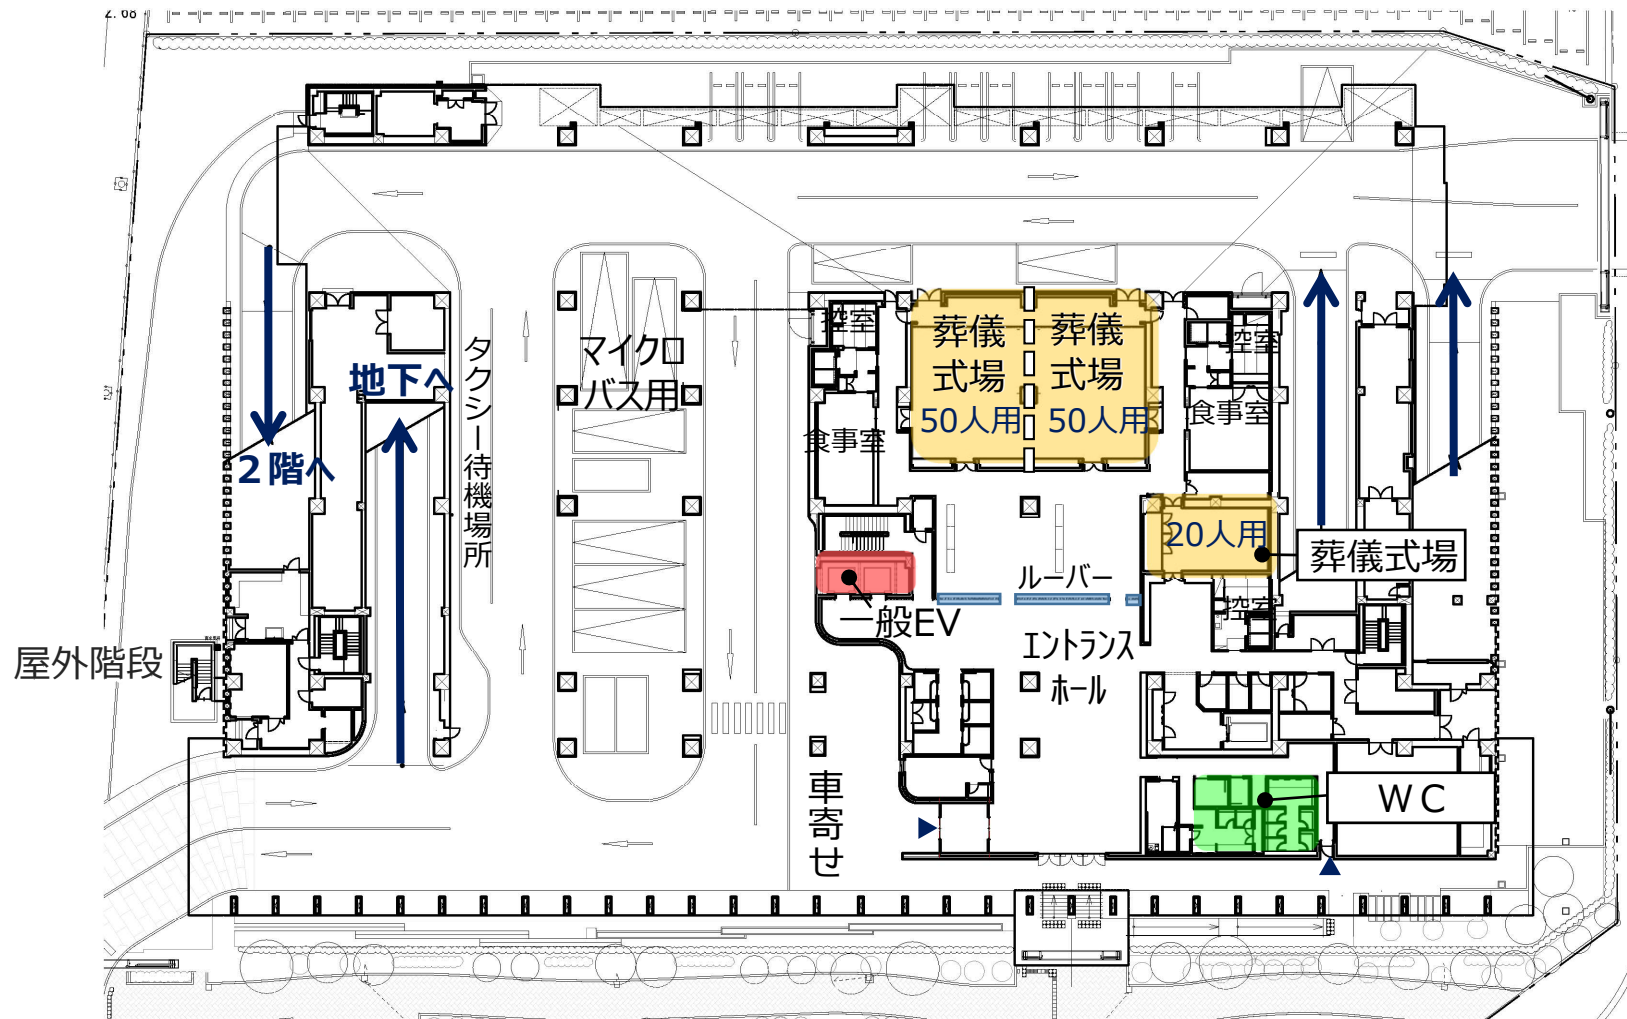 2.68
控室
葬儀
式場
50人用
葬儀
式場
50人用
控室
マイクロ
バス用
タクシー待機場所
地下へ
食事室
食事室
2階へ
20人用
葬儀式場
ルーバー
一般EV
控室
エントランス
ホール
屋外階段
車寄せ
WC